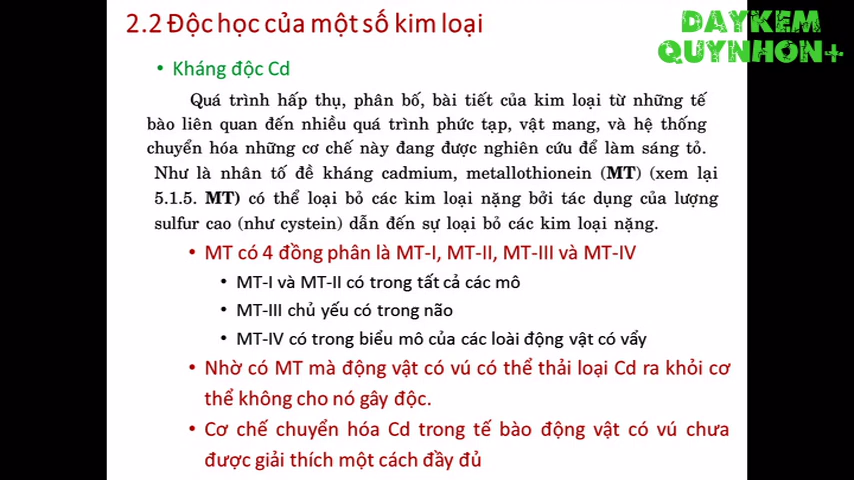 2.2 Độc học của một số kim loại
DAYKEM
QUYNHON+
• Kháng độc Cd
Quá trình hấp thụ, phân bố, bài tiết của kim loại từ những tế
bào liên quan đến nhiều quá trình phức tạp, vật mang, và hệ thống
chuyển hóa những cơ chế này đang được nghiên cứu để làm sáng tỏ.
Như là nhân tố đề kháng cadmium, metallothionein (MT) (xem lại
5.1.5. MT) có thể loại bỏ các kim loại nặng bởi tác dụng của lượng
sulfur cao (như cystein) dẫn đến sự loại bỏ các kim loại nặng.
• MT có 4 đồng phân là MT-I, MT-II, MT-III và MT-IV
• MT-I và MT-II có trong tất cả các mô
• MT-III chủ yếu có trong não
• MT-IV có trong biểu mô của các loài động vật có vẩy
• Nhờ có MT mà động vật có vú có thể thải loại Cd ra khỏi cơ
thể không cho nó gây độc.
• Cơ chế chuyển hóa Cd trong tế bào động vật có vú chưa
được giải thích một cách đầy đủ